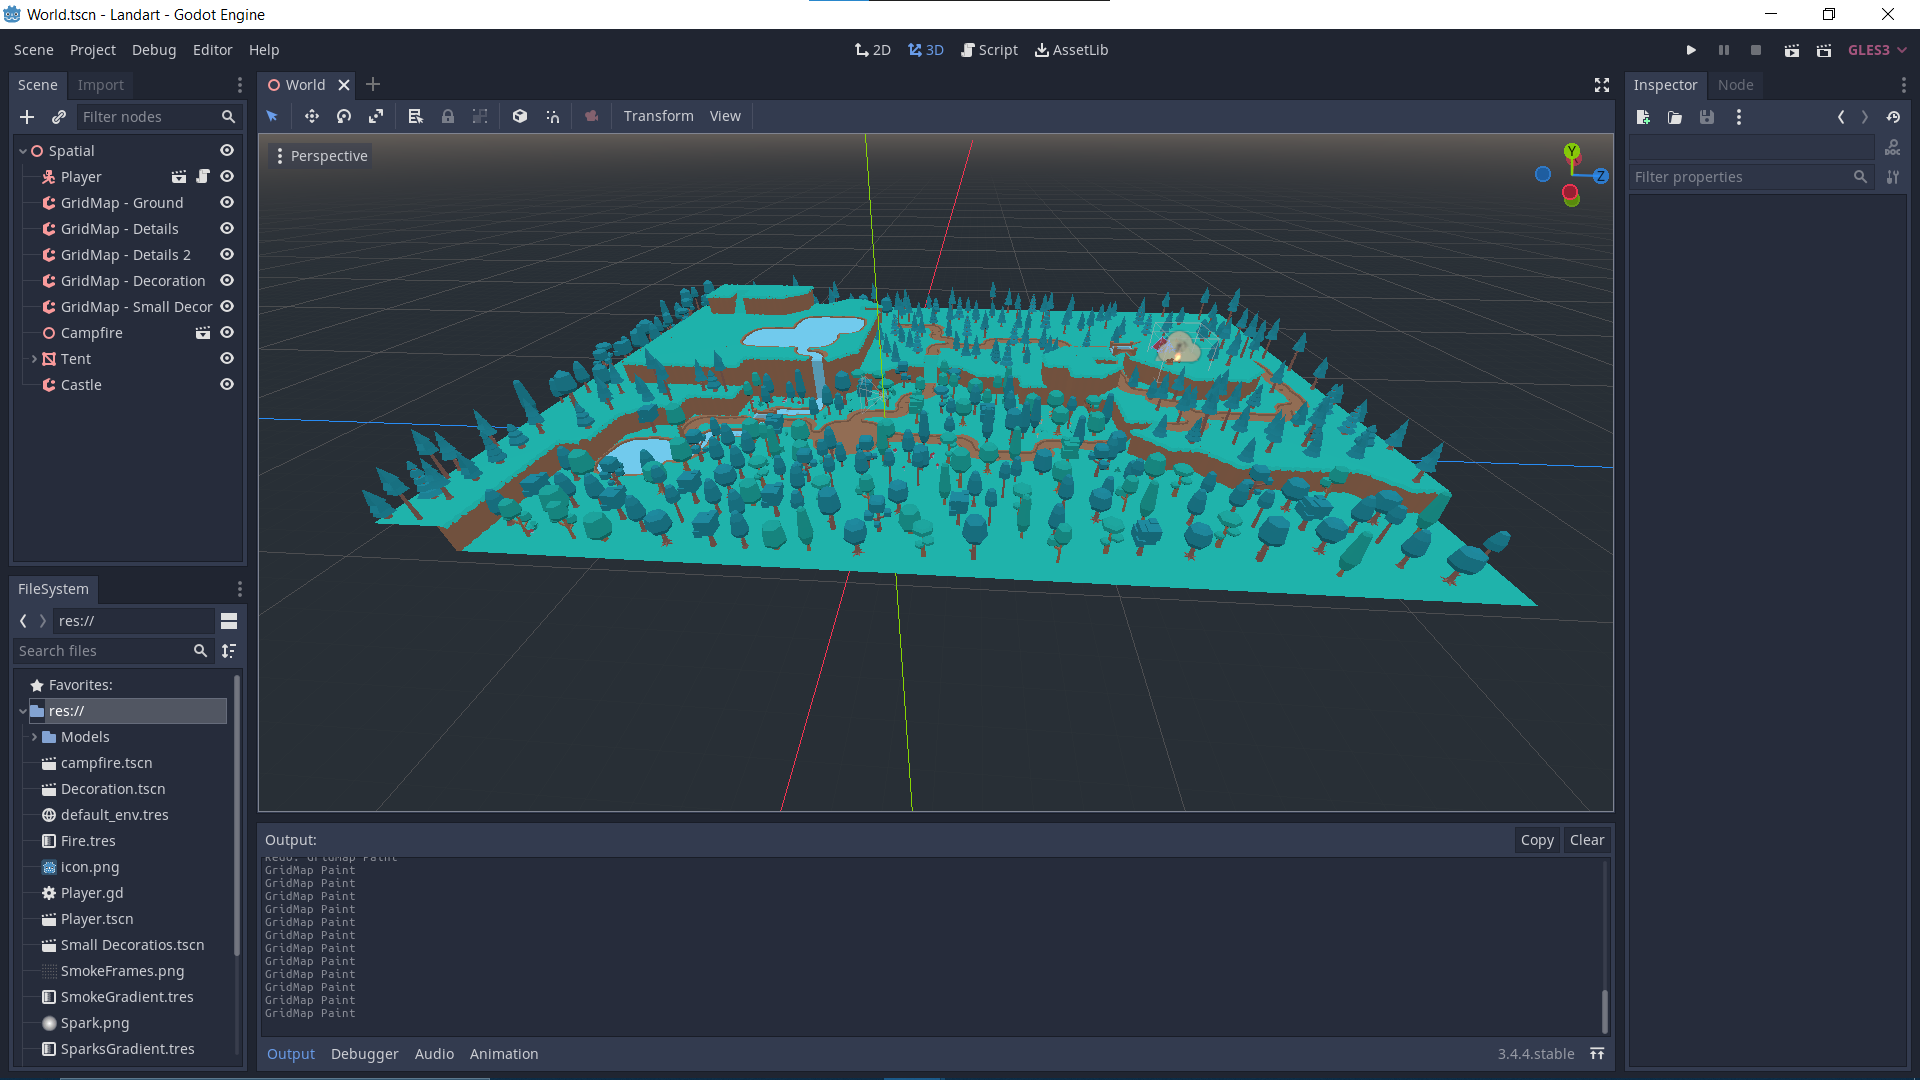 World.tscn - Landart - Godot Engine
Scene Project Debug Editor Help
2D 3D Script AssetLib
GLES3
Scene Import
Filter nodes
Spatial
Player
GridMap - Ground
GridMap - Details
GridMap - Details 2
GridMap - Decoration
GridMap - Small Decor
Campfire
Tent
Castle
FileSystem
res://
Search files
Favorites:
res://
Models
campfire.tscn
Decoration.tscn
default_env.tres
Fire.tres
icon.png
Player.gd
Player.tscn
Small Decoratios.tscn
SmokeFrames.png
SmokeGradient.tres
Spark.png
SparksGradient.tres
World
Transform View
Perspective
Y
Z
Output:
Copy Clear
Redo: GridMap Paint
GridMap Paint
GridMap Paint
GridMap Paint
GridMap Paint
GridMap Paint
GridMap Paint
GridMap Paint
GridMap Paint
GridMap Paint
GridMap Paint
GridMap Paint
GridMap Paint
Output Debugger Audio Animation
3.4.4.stable
Inspector Node
DOC
Filter properties